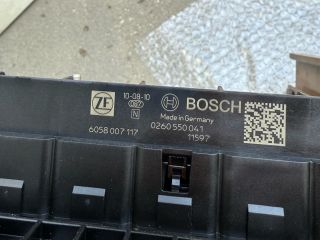 ZF 10-08-10 BOSCH
N Made in Germany
6058 007 117 0260 550 041
11597